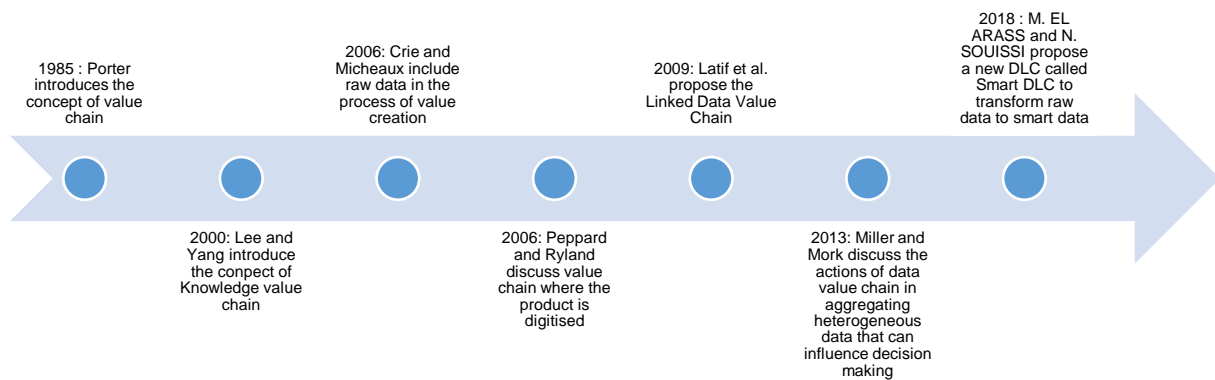 1985 : Porter
introduces the
concept of value
chain
2000: Lee and
Yang introduce
the conpect of
Knowledge value
chain
2006: Crie and
Micheaux include
raw data in the
process of value
creation
2006: Peppard
and Ryland
discuss value
chain where the
product is
digitised
2009: Latif et al.
propose the
Linked Data Value
Chain
2013: Miller and
Mork discuss the
actions of data
value chain in
aggregating
heterogeneous
data that can
influence decision
making
2018 : M. EL
ARASS and N.
SOUISSI propose
a new DLC called
Smart DLC to
transform raw
data to smart data